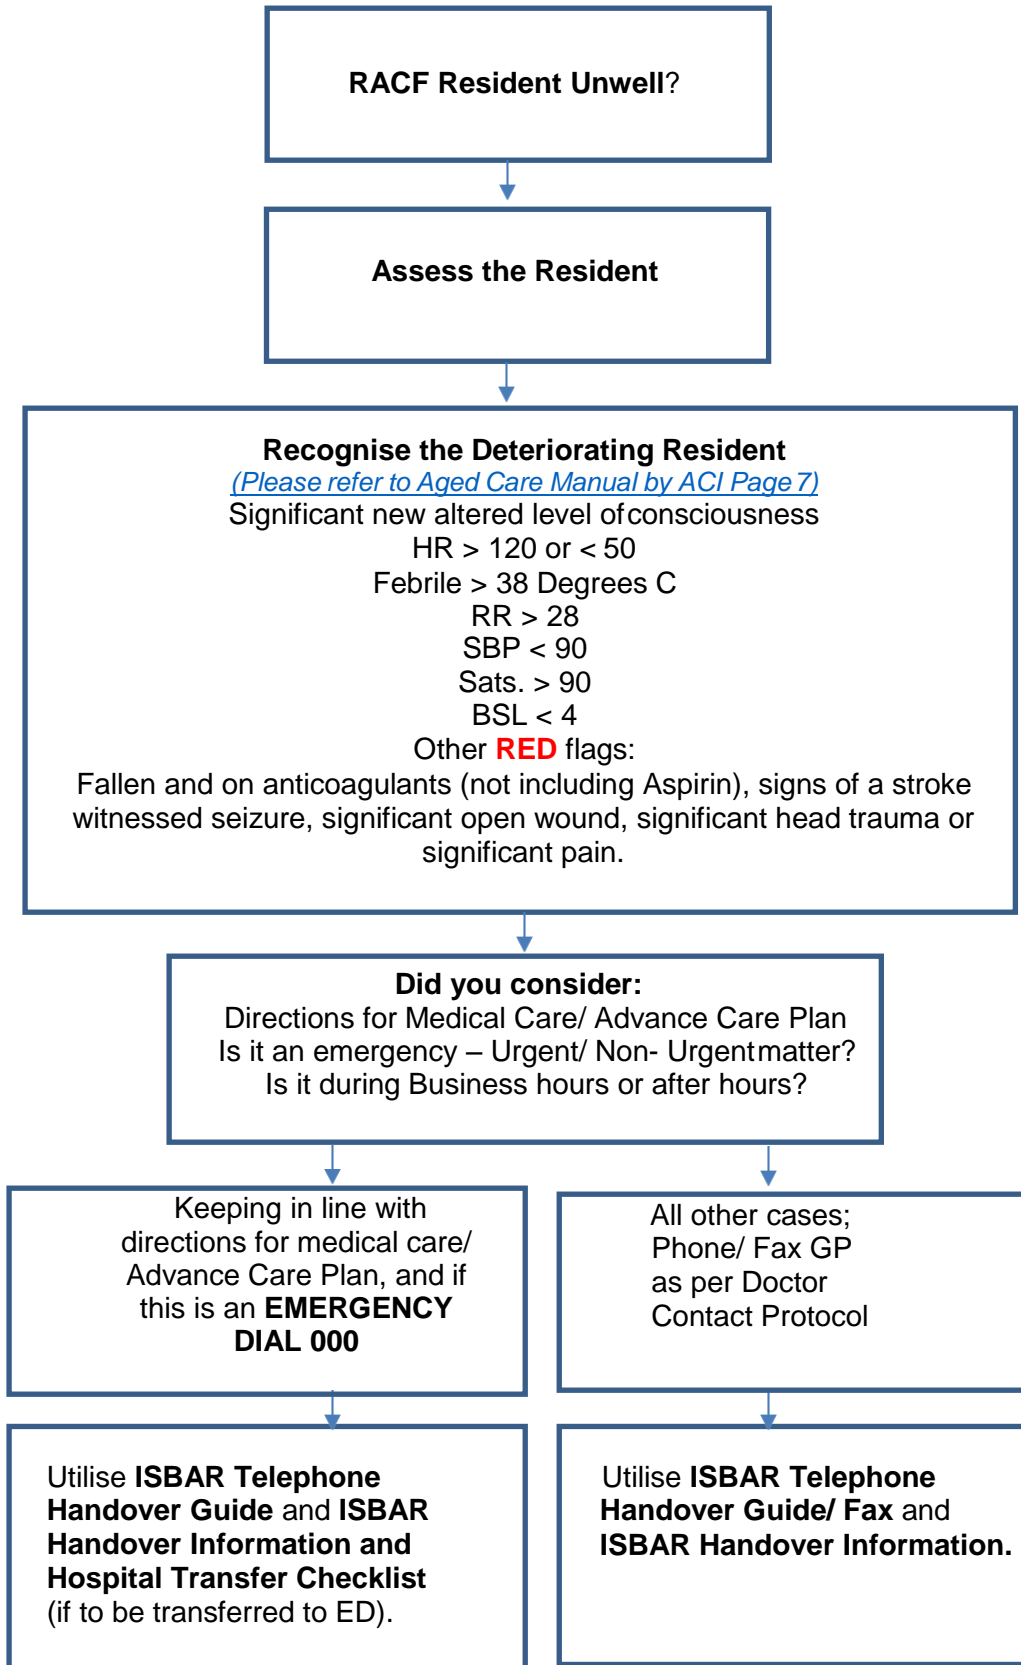 RACF Resident Unwell?
Assess the Resident
Recognise the Deteriorating Resident
(Please refer to Aged Care Manual by ACI Page 7)
Significant new altered level of consciousness
HR > 120 or < 50
Febrile > 38 Degrees C
RR > 28
SBP < 90
Sats. > 90
BSL < 4
Other RED flags:
Fallen and on anticoagulants (not including Aspirin), signs of a stroke
witnessed seizure, significant open wound, significant head trauma or
significant pain.
Did you consider:
Directions for Medical Care/ Advance Care Plan
Is it an emergency – Urgent/ Non- Urgent matter?
Is it during Business hours or after hours?
Keeping in line with
directions for medical care/
Advance Care Plan, and if
this is an EMERGENCY
DIAL 000
All other cases;
Phone/ Fax GP
as per Doctor
Contact Protocol
Utilise ISBAR Telephone
Handover Guide and ISBAR
Handover Information and
Hospital Transfer Checklist
(if to be transferred to ED).
Utilise ISBAR Telephone
Handover Guide/ Fax and
ISBAR Handover Information.